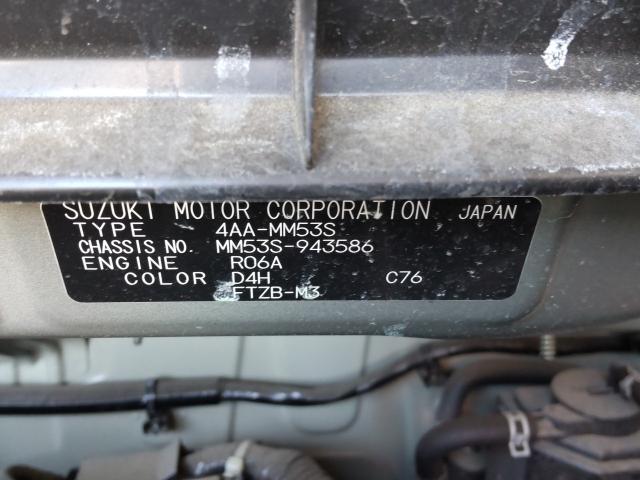 SUZUKI MOTOR CORPORATION JAPAN
TYPE 4AA-MM53S
CHASSIS NO. MM53S-943586
ENGINE R06A
COLOR D4H C76
FTZB-M3